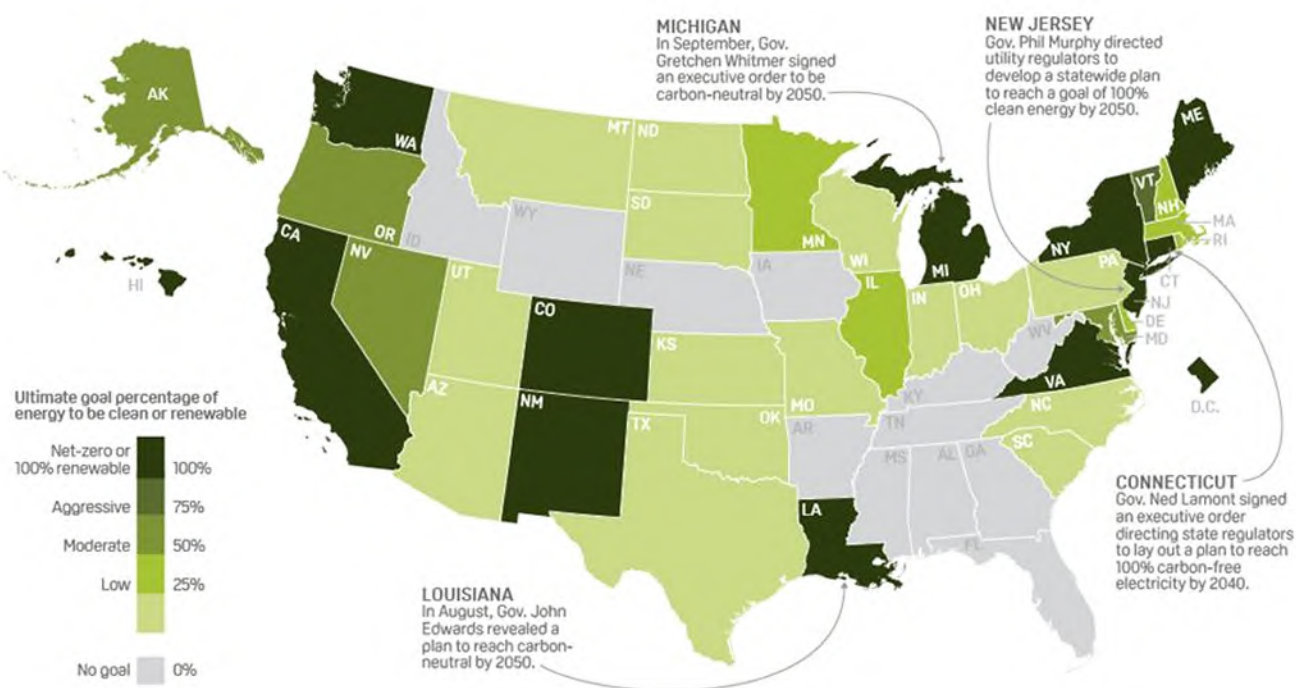 MICHIGAN
In September, Gov.
Gretchen Whitmer signed
an executive order to be
carbon-neutral by 2050.
NEW JERSEY
Gov. Phil Murphy directed
utility regulators to
develop a statewide plan
to reach a goal of 100%
clean energy by 2050.
AK
HI
WA
OR
CA
NV
ID
MT
WY
UT
CO
AZ
NM
ND
SD
NE
KS
OK
TX
MN
IA
MO
AR
LA
WI
IL
MI
IN
OH
KY
TN
MS
AL
GA
FL
SC
NC
VA
WV
PA
NY
VT
NH
ME
MA
RI
CT
NJ
DE
MD
D.C.
Ultimate goal percentage of
energy to be clean or renewable
Net-zero or
100% renewable 100%
Aggressive 75%
Moderate 50%
Low 25%
No goal 0%
LOUISIANA
In August, Gov. John
Edwards revealed a
plan to reach carbon-
neutral by 2050.
CONNECTICUT
Gov. Ned Lamont signed
an executive order
directing state regulators
to lay out a plan to reach
100% carbon-free
electricity by 2040.